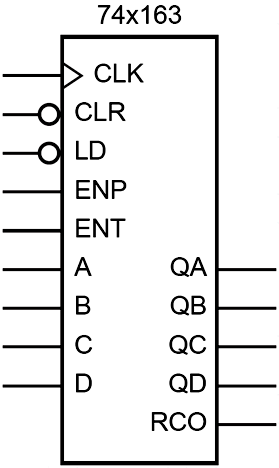 74x163
CLK
CLR
LD
ENP
ENT
A QA
B QB
C QC
D QD
RCO